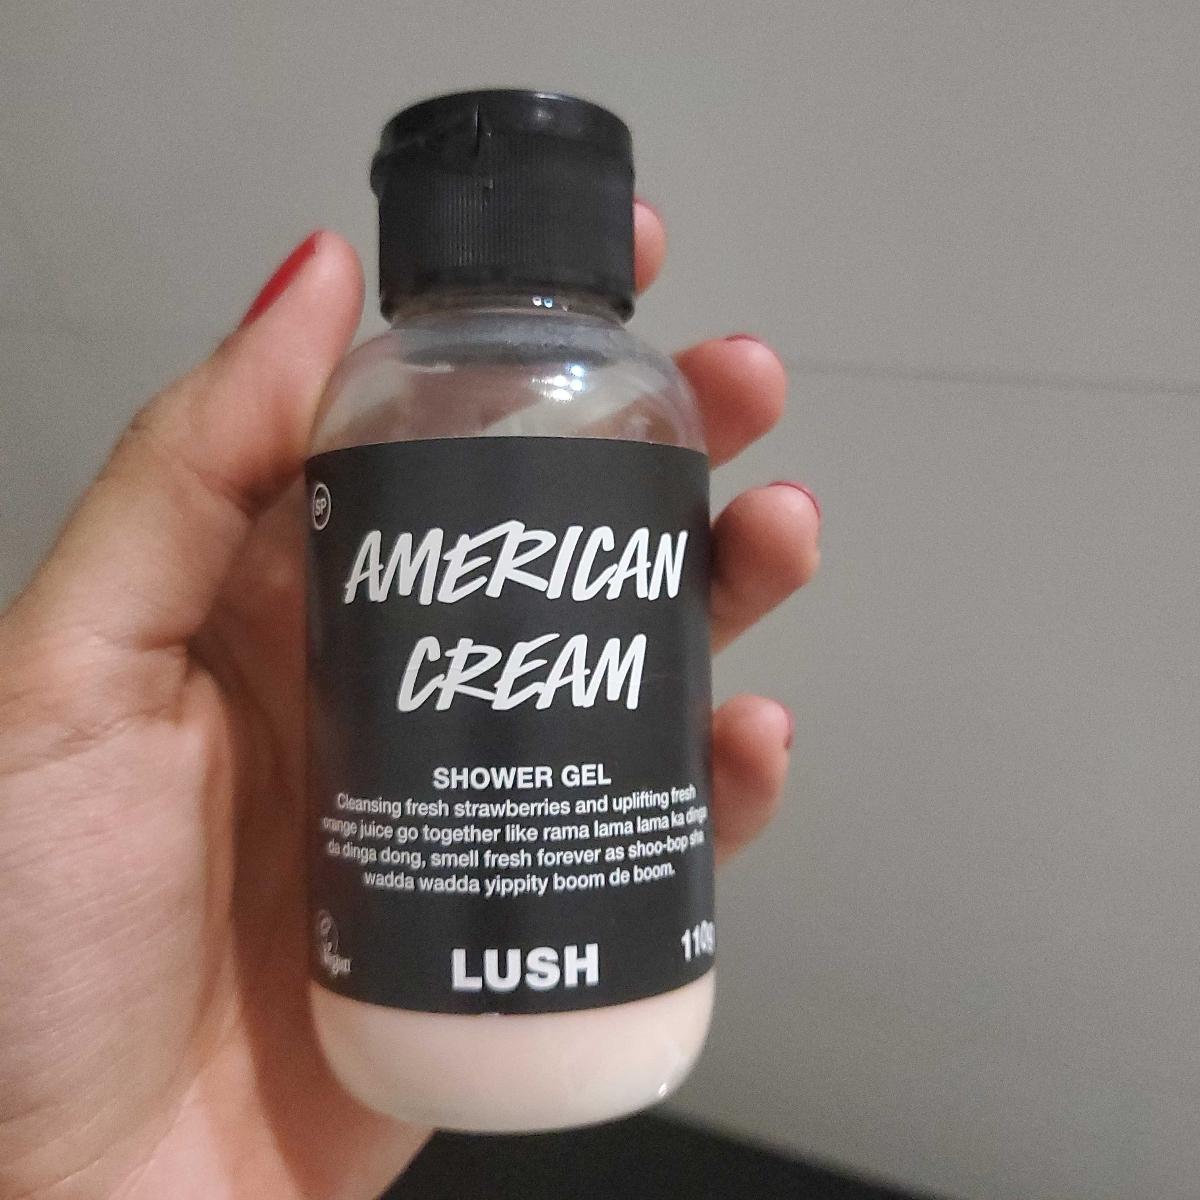 SP
AMERICAN
CREAM
SHOWER GEL
Cleansing fresh strawberries and uplifting fresh
orange juice go together like rama lama lama ka dinga
da dinga dong, smell fresh forever as shoo-bop sha
wadda wadda yippity boom de boom.
Vegan
LUSH
110g